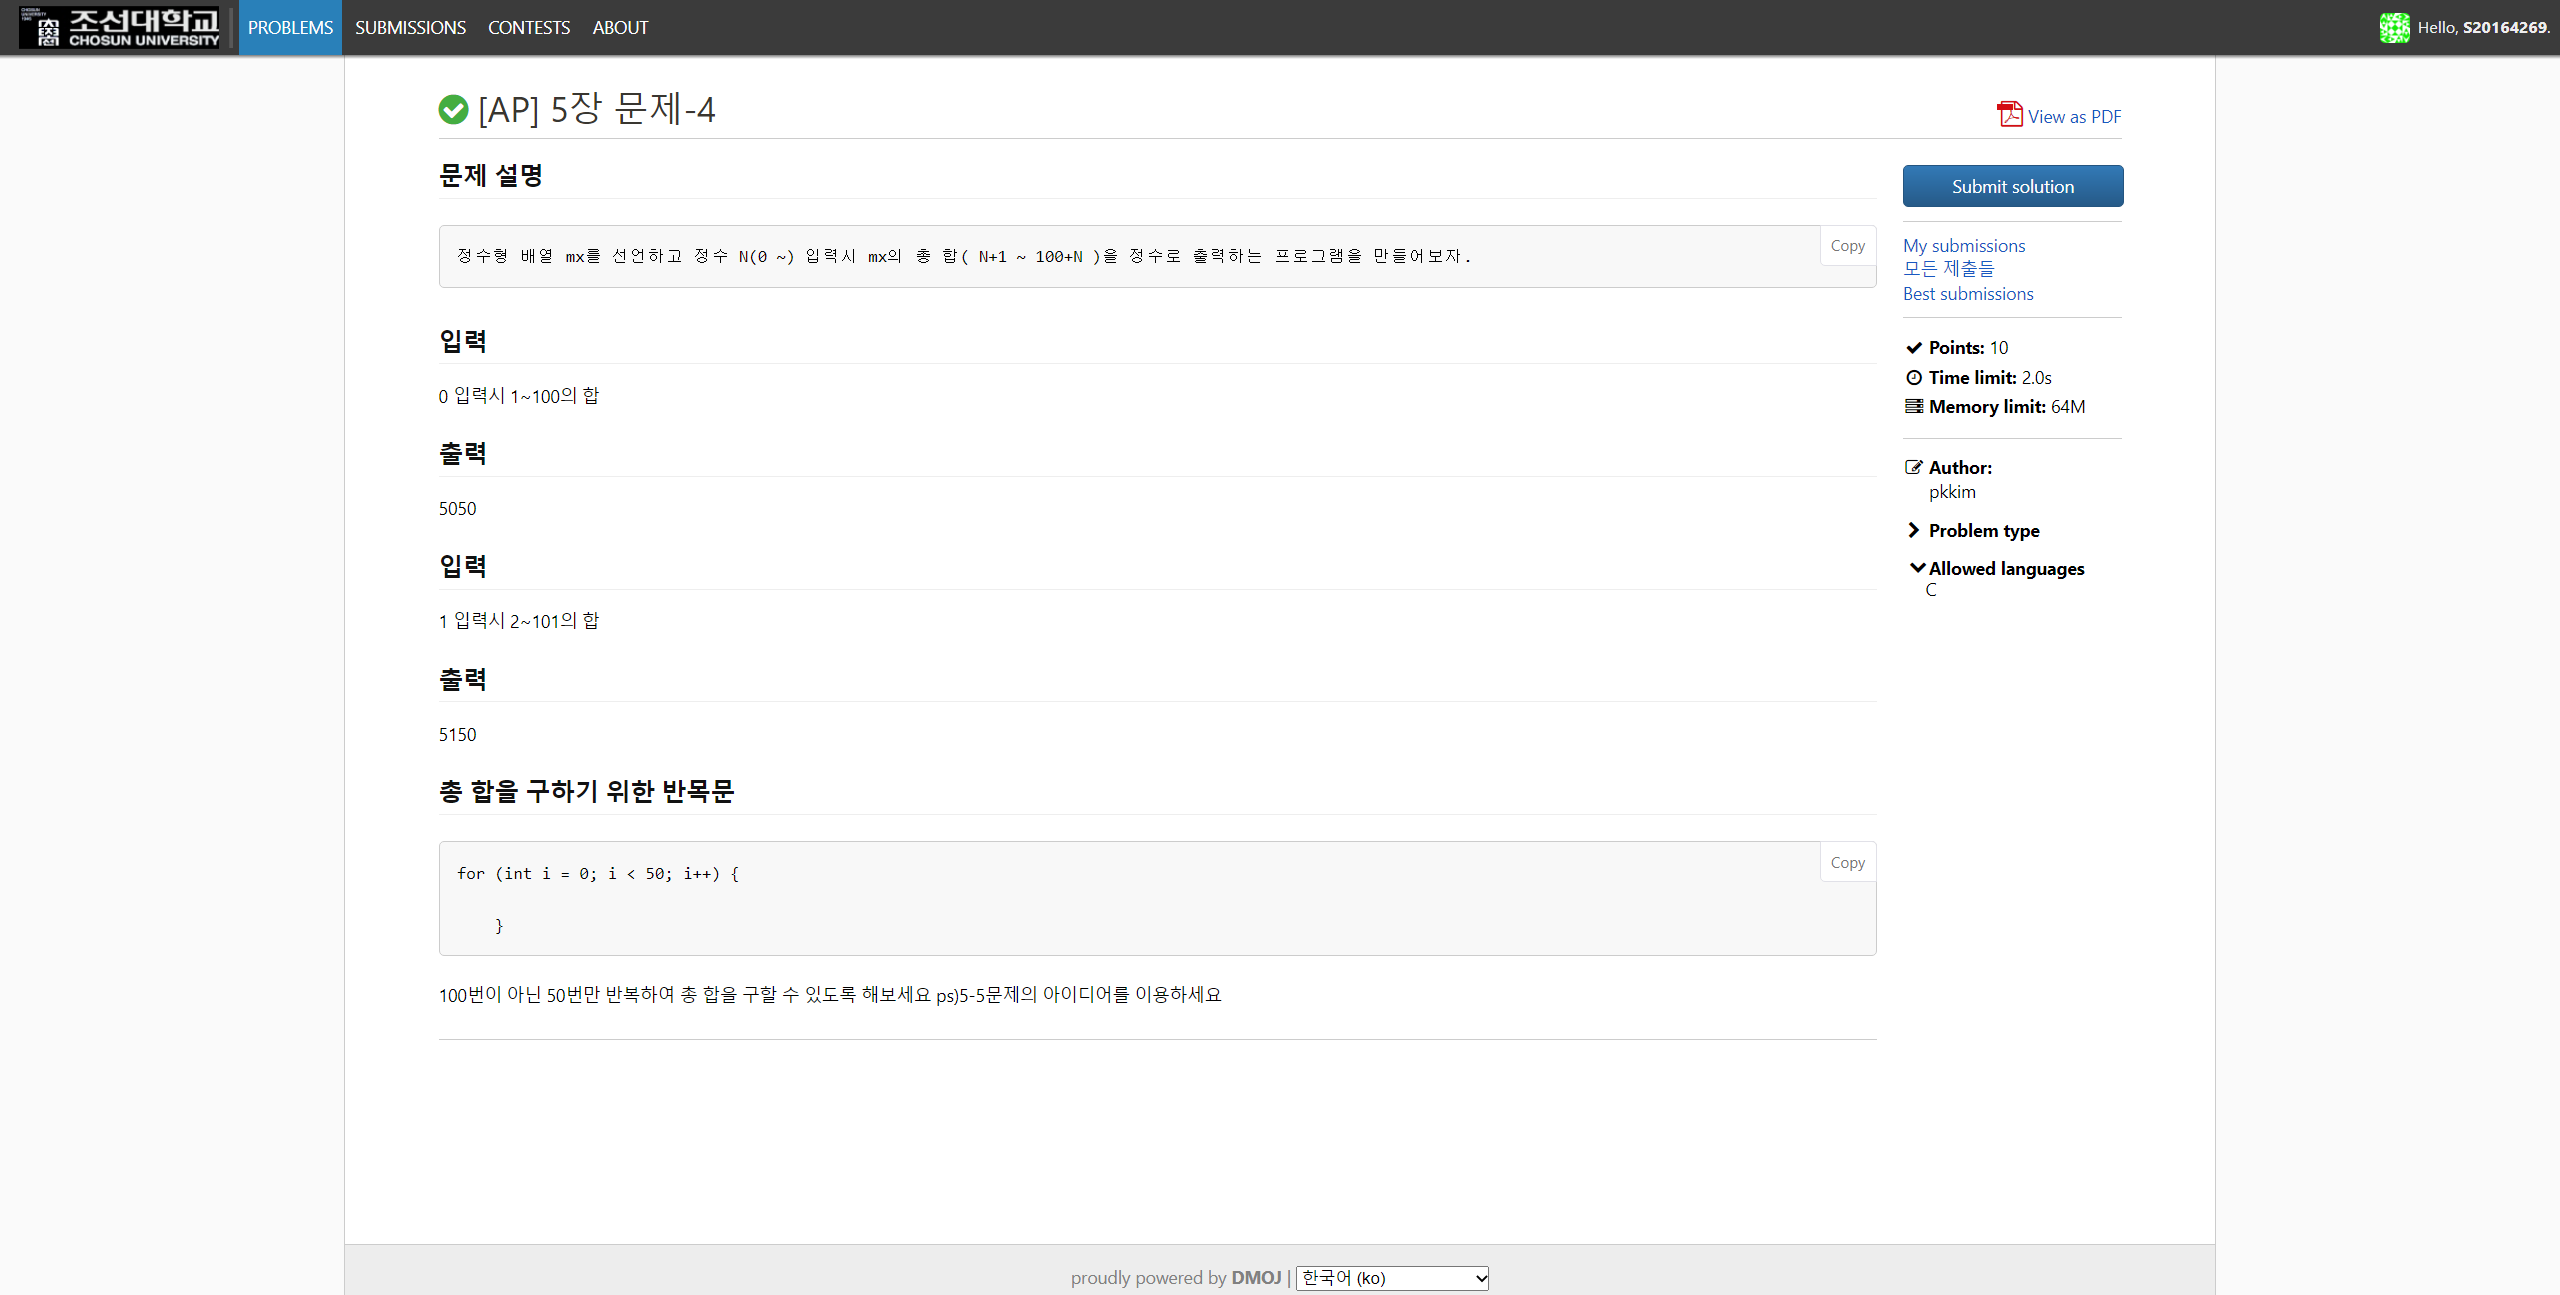 조선대학교
CHOSUN UNIVERSITY
PROBLEMS SUBMISSIONS CONTESTS ABOUT
Hello, S20164269.
[AP] 5장 문제-4
View as PDF
문제 설명
정수형 배열 mx를 선언하고 정수 N(0 ~) 입력시 mx의 총 합( N+1 ~ 100+N )을 정수로 출력하는 프로그램을 만들어보자.
Copy
입력
0 입력시 1~100의 합
출력
5050
입력
1 입력시 2~101의 합
출력
5150
총 합을 구하기 위한 반목문
for (int i = 0; i < 50; i++) {
}
Copy
100번이 아닌 50번만 반복하여 총 합을 구할 수 있도록 해보세요 ps)5-5문제의 아이디어를 이용하세요
Submit solution
My submissions
모든 제출들
Best submissions
Points: 10
Time limit: 2.0s
Memory limit: 64M
Author:
pkkim
Problem type
Allowed languages
C
proudly powered by DMOJ | 한국어 (ko)